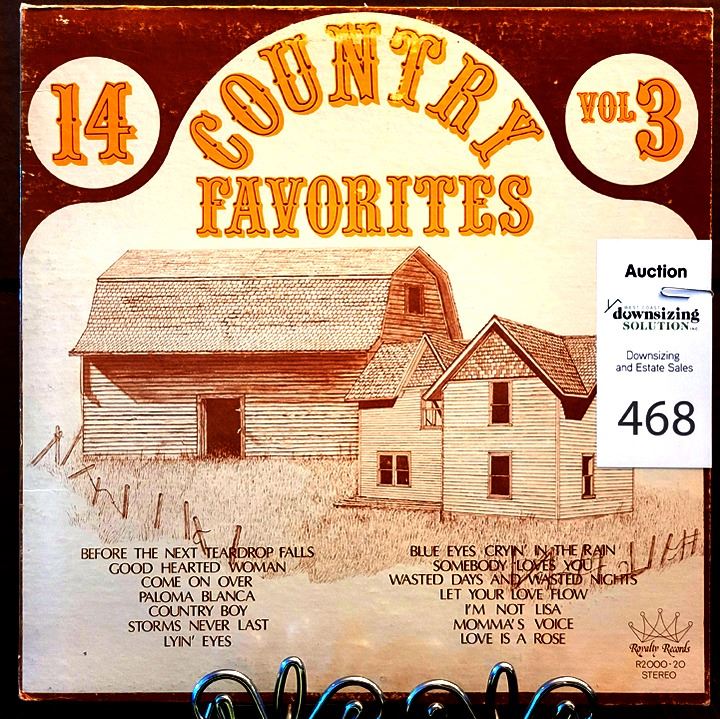 14
COUNTRY
FAVORITES
VOL 3
Auction
WEST COAST
downsizing
SOLUTION INC
Downsizing
and Estate Sales
468
BEFORE THE NEXT TEARDROP FALLS
GOOD HEARTED WOMAN
COME ON OVER
PALOMA BLANCA
COUNTRY BOY
STORMS NEVER LAST
LYIN' EYES
BLUE EYES CRYIN' IN THE RAIN
SOMEBODY LOVES YOU
WASTED DAYS AND WASTED NIGHTS
LET YOUR LOVE FLOW
I'M NOT LISA
MOMMA'S VOICE
LOVE IS A ROSE
Royalty Records
R2000-20
STEREO